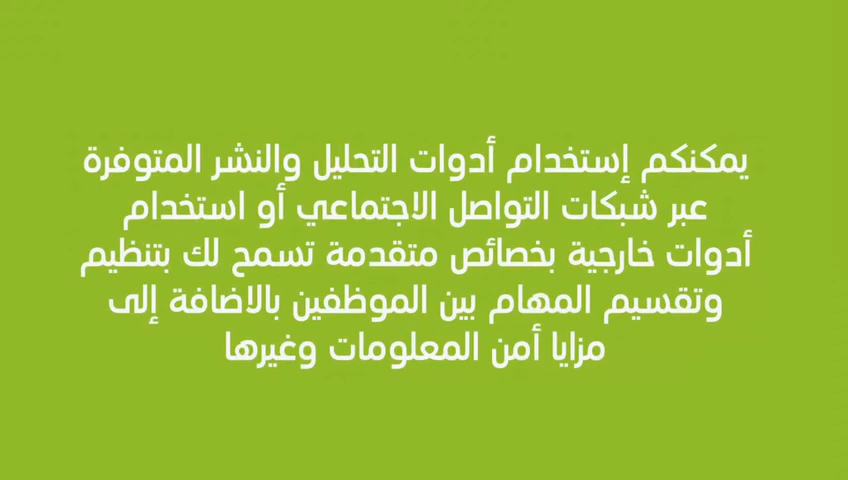 يمكنكم إستخدام أدوات التحليل والنشر المتوفرة
عبر شبكات التواصل الاجتماعي أو استخدام
أدوات خارجية بخصائص متقدمة تسمح لك بتنظيم
وتقسيم المهام بين الموظفين بالاضافة إلى
مزايا أمن المعلومات وغيرها